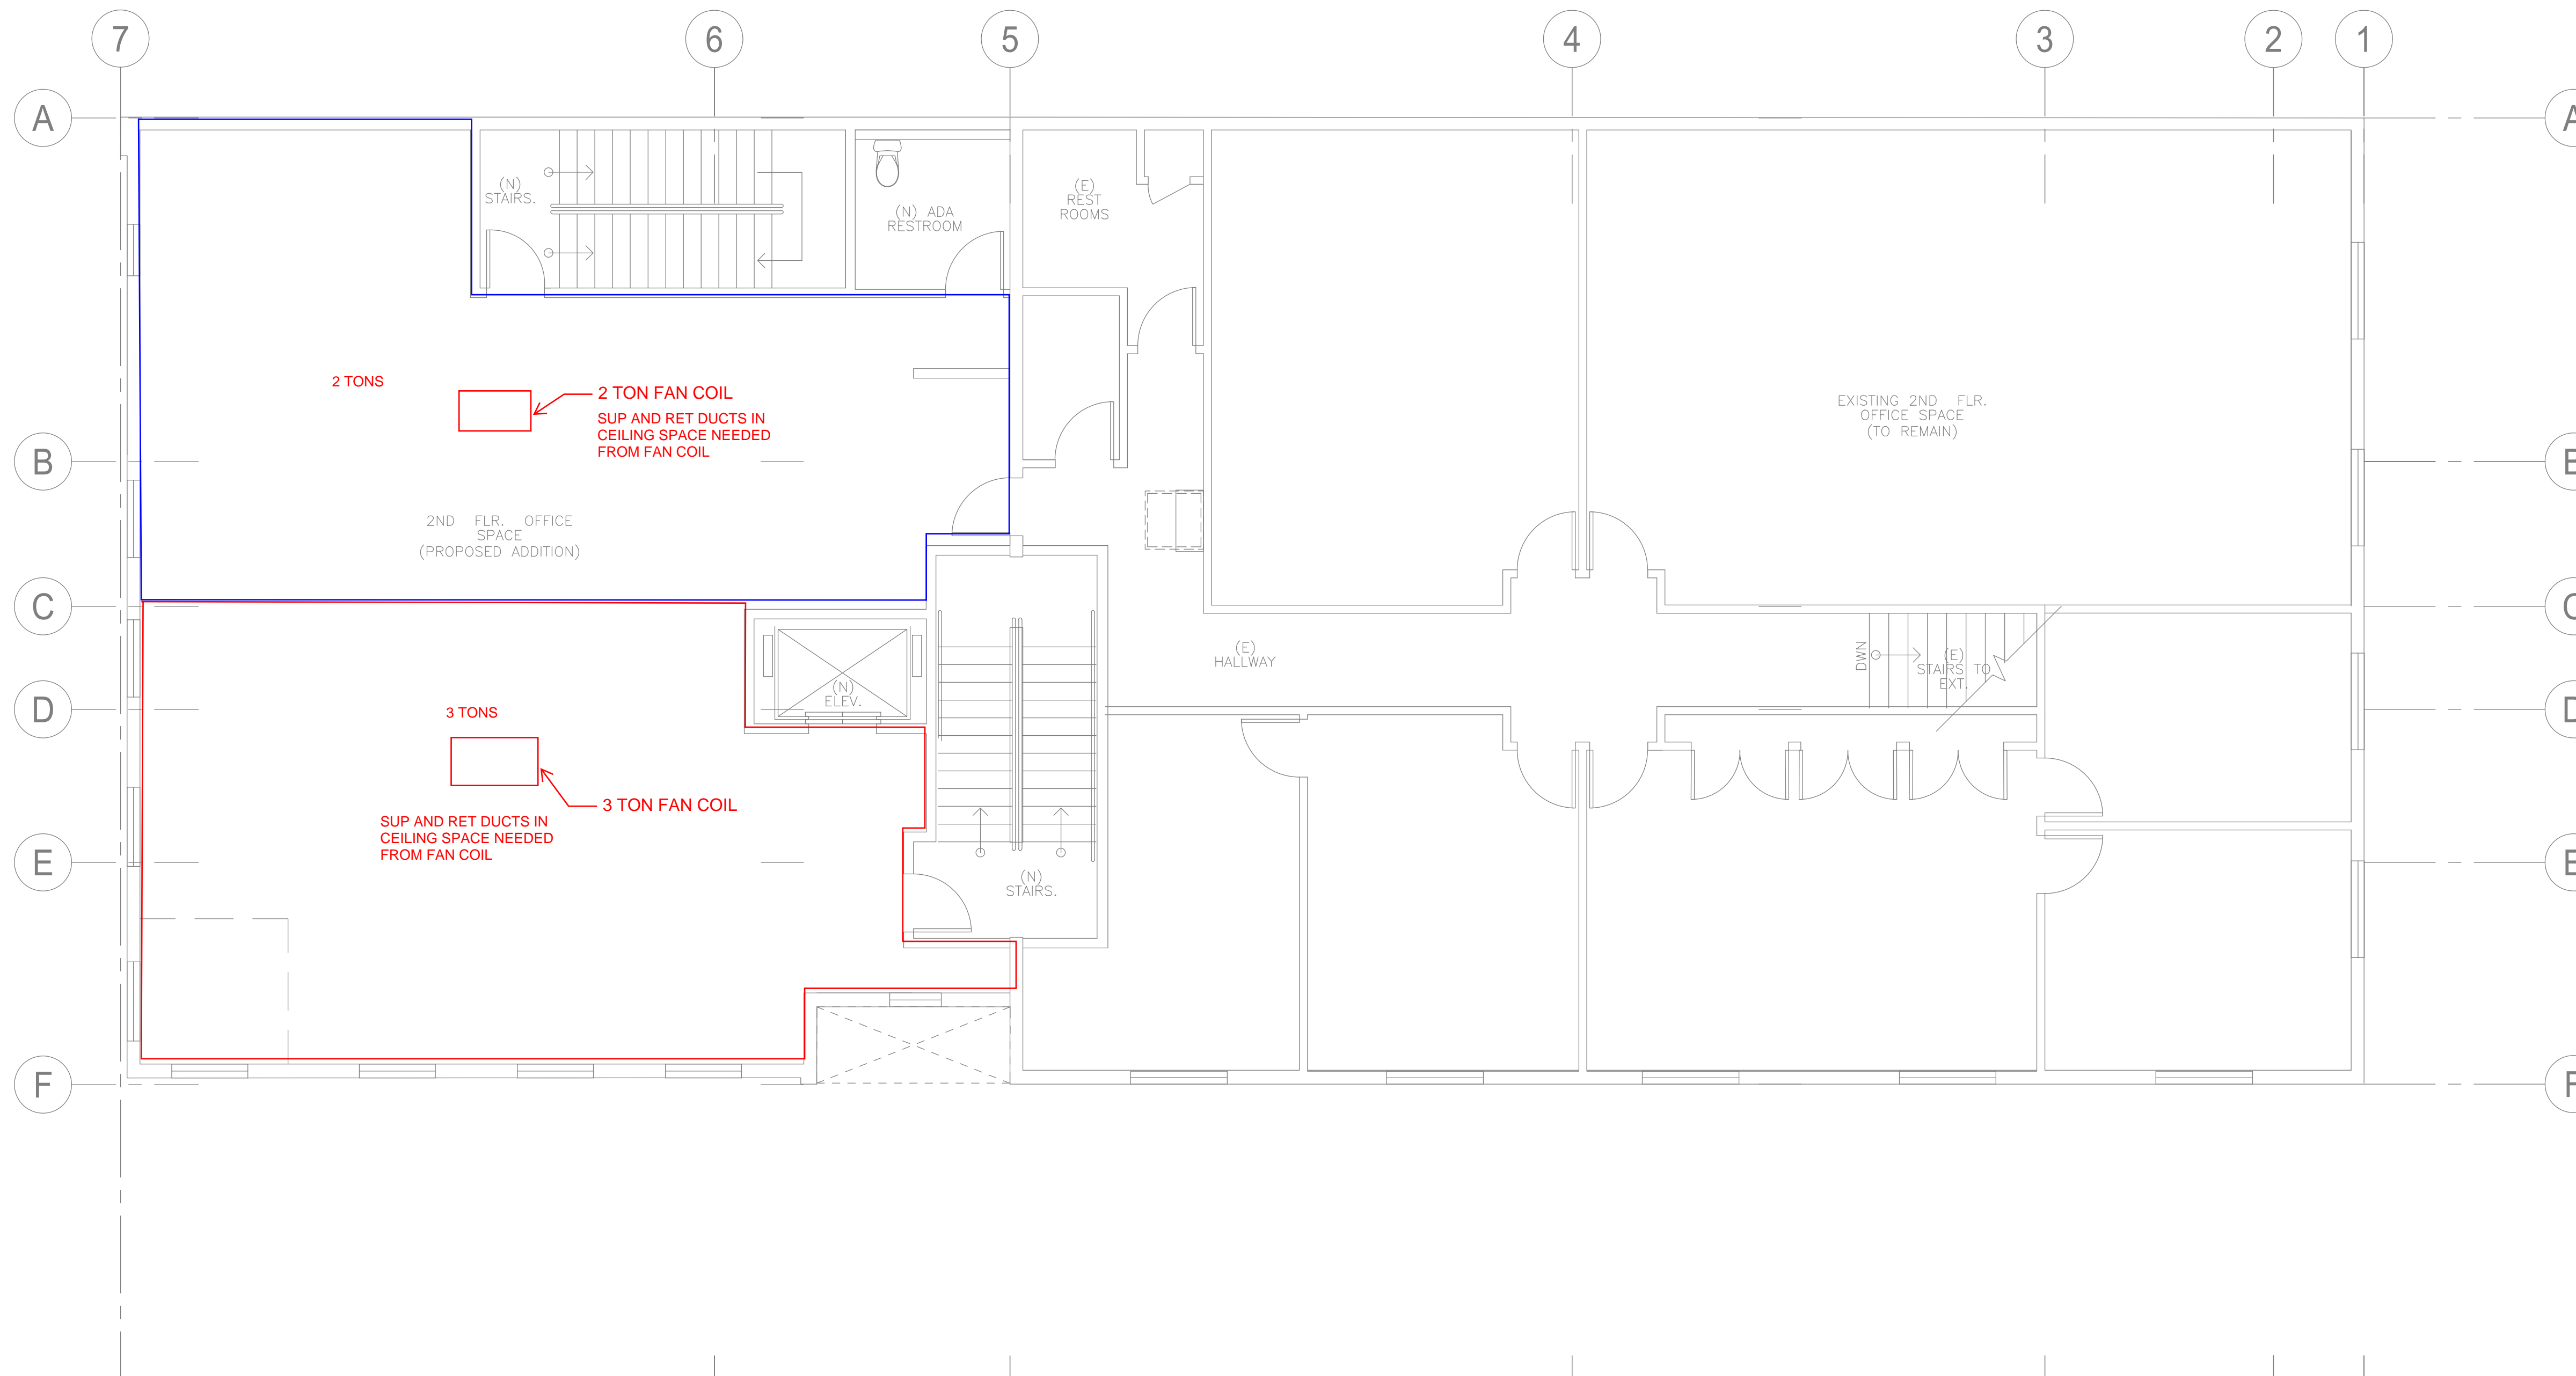 7
6
5
4
3
2
1
A
A
(N)
STAIRS.
(N) ADA
RESTROOM
(E)
REST
ROOMS
2 TONS
2 TON FAN COIL
SUP AND RET DUCTS IN
CEILING SPACE NEEDED
FROM FAN COIL
EXISTING 2ND FLR.
OFFICE SPACE
(TO REMAIN)
B
2ND FLR. OFFICE
SPACE
(PROPOSED ADDITION)
C
(E)
HALLWAY
DWN
(E)
STAIRS TO
EXT.
(N)
ELEV.
D
3 TONS
3 TON FAN COIL
SUP AND RET DUCTS IN
CEILING SPACE NEEDED
FROM FAN COIL
E
(N)
STAIRS.
F